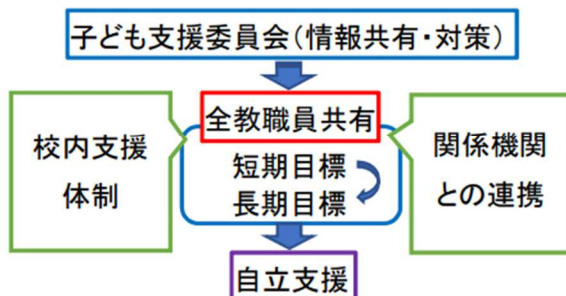 子ども支援委員会(情報共有・対策)
全教職員共有
校内支援
体制
短期目標
長期目標
関係機関
との連携
自立支援